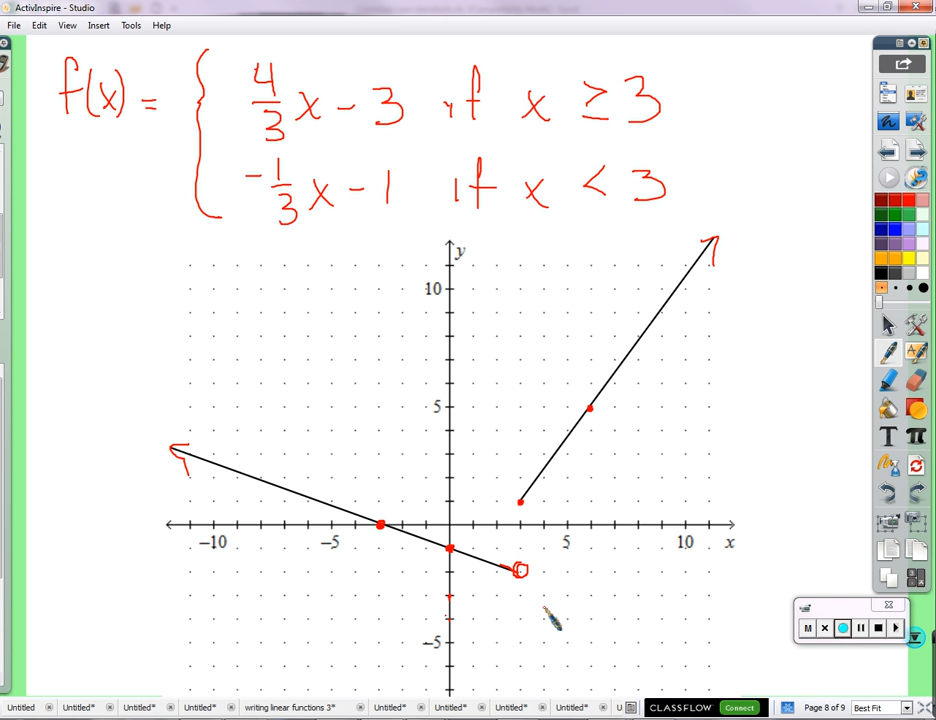 ActivInspire - Studio
File Edit View Insert Tools Help
f(x) = { 4/3 x - 3 if x ≥ 3
-1/3 x - 1 if x < 3
y
10
5
-10 -5 5 10 x
-5
M
Untitled Untitled* Untitled* Untitled* writing linear functions 3* Untitled* Untitled* Untitled* Untitled* U CLASSFLOW Connect Page 8 of 9 Best Fit